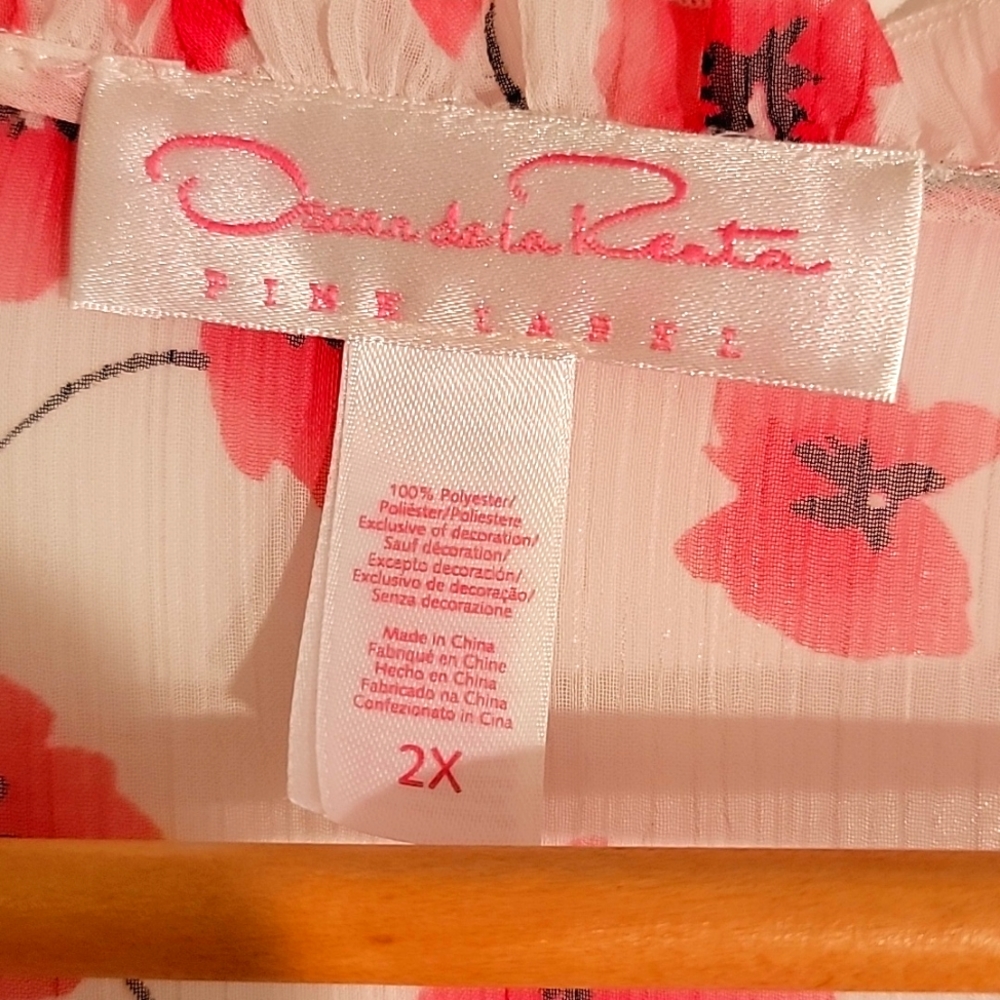 Oscar de la Renta
PINK LABEL
100% Polyester/
Poliéster/Poliestere
Exclusive of decoration/
Sauf décoration/
Excepto decoración/
Exclusivo de decoração/
Senza decorazione
Made in China
Fabriqué en Chine
Hecho en China
Fabricado na China
Confezionato in Cina
2X